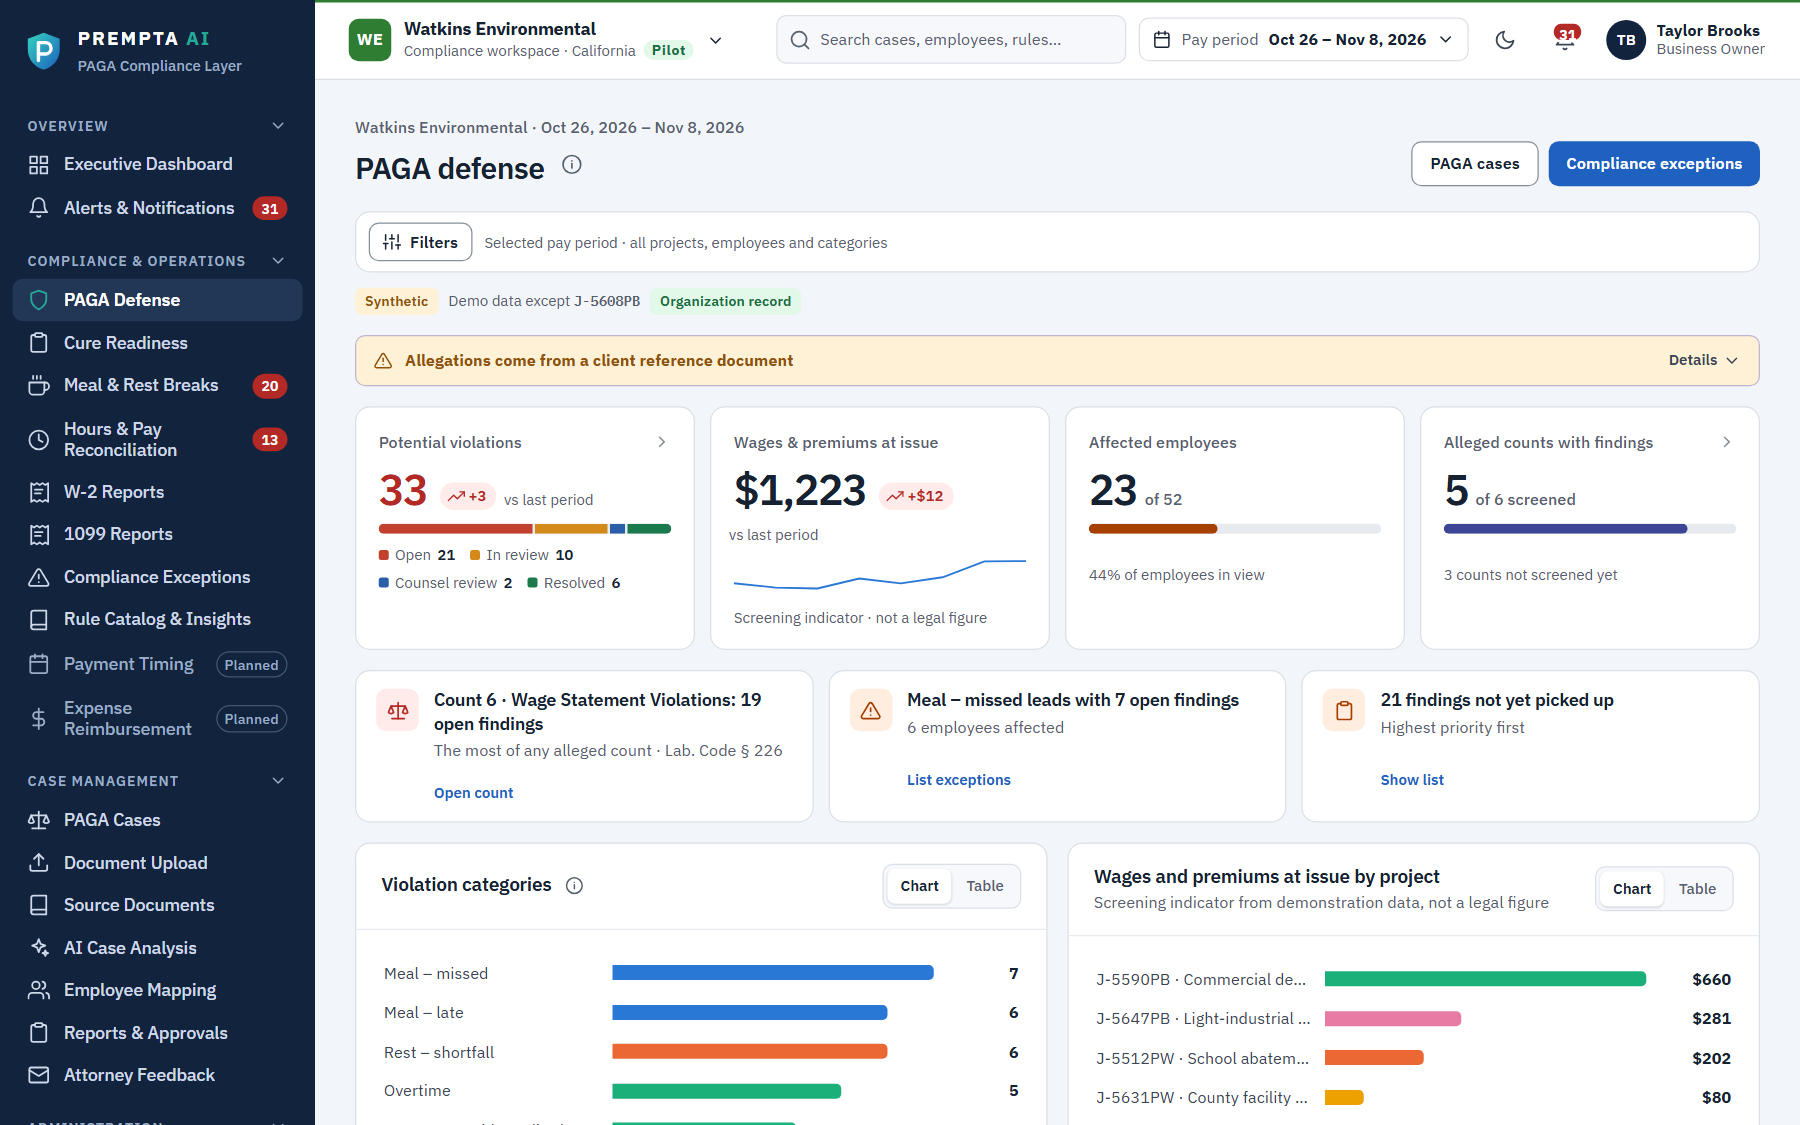 PREMPTA AI
PAGA Compliance Layer
OVERVIEW
Executive Dashboard
Alerts & Notifications 31
COMPLIANCE & OPERATIONS
PAGA Defense
Cure Readiness
Meal & Rest Breaks 20
Hours & Pay
Reconciliation 13
W-2 Reports
1099 Reports
Compliance Exceptions
Rule Catalog & Insights
Payment Timing Planned
Expense
Reimbursement Planned
CASE MANAGEMENT
PAGA Cases
Document Upload
Source Documents
AI Case Analysis
Employee Mapping
Reports & Approvals
Attorney Feedback
WE
Watkins Environmental
Compliance workspace · California Pilot
Search cases, employees, rules...
Pay period Oct 26 – Nov 8, 2026
31
TB
Taylor Brooks
Business Owner
Watkins Environmental · Oct 26, 2026 – Nov 8, 2026
PAGA defense
PAGA cases
Compliance exceptions
Filters
Selected pay period · all projects, employees and categories
Synthetic Demo data except J-5608PB Organization record
Allegations come from a client reference document
Details
Potential violations
33 +3 vs last period
Open 21 In review 10
Counsel review 2 Resolved 6
Wages & premiums at issue
$1,223 +$12
vs last period
Screening indicator · not a legal figure
Affected employees
23 of 52
44% of employees in view
Alleged counts with findings
5 of 6 screened
3 counts not screened yet
Count 6 · Wage Statement Violations: 19
open findings
The most of any alleged count · Lab. Code § 226
Open count
Meal – missed leads with 7 open findings
6 employees affected
List exceptions
21 findings not yet picked up
Highest priority first
Show list
Violation categories
Chart Table
Meal – missed 7
Meal – late 6
Rest – shortfall 6
Overtime 5
Wages and premiums at issue by project
Screening indicator from demonstration data, not a legal figure
Chart Table
J-5590PB · Commercial de... $660
J-5647PB · Light-industrial ... $281
J-5512PW · School abatem... $202
J-5631PW · County facility ... $80